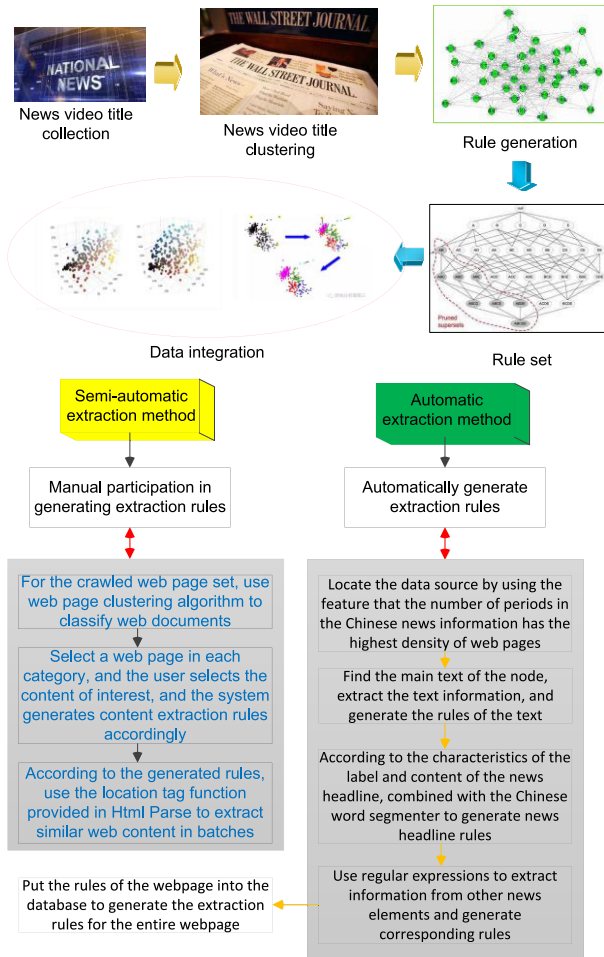 NATIONAL
NEWS
THE WALL STREET JOURNAL.
THE WALL STREET JOURNAL.
What's News
News video title
collection
News video title
clustering
Rule generation
Pruned
supersets
Data integration
Rule set
Semi-automatic
extraction method
Automatic
extraction method
Manual participation in
generating extraction rules
Automatically generate
extraction rules
For the crawled web page set, use
web page clustering algorithm to
classify web documents
Select a web page in each
category, and the user selects the
content of interest, and the system
generates content extraction rules
accordingly
According to the generated rules,
use the location tag function
provided in Html Parse to extract
similar web content in batches
Locate the data source by using the
feature that the number of periods in
the Chinese news information has the
highest density of web pages
Find the main text of the node,
extract the text information, and
generate the rules of the text
According to the characteristics of the
label and content of the news
headline, combined with the Chinese
word segmenter to generate news
headline rules
Use regular expressions to extract
information from other news
elements and generate
corresponding rules
Put the rules of the webpage into the
database to generate the extraction
rules for the entire webpage